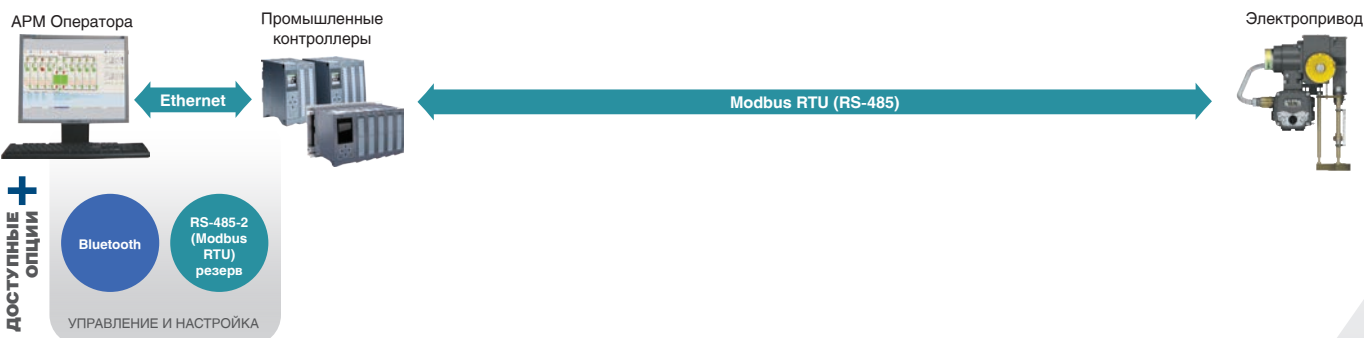 АРМ Оператора
Промышленные
контроллеры
Электропривод
Ethernet
Modbus RTU (RS-485)
ДОСТУПНЫЕ
ОПЦИИ
+
Bluetooth
RS-485-2
(Modbus
RTU)
резерв
УПРАВЛЕНИЕ И НАСТРОЙКА